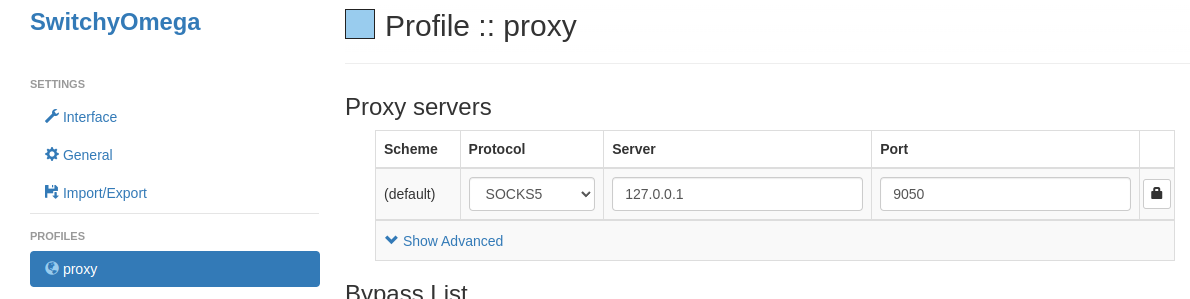 SwitchyOmega
SETTINGS
Interface
General
Import/Export
PROFILES
proxy
Profile :: proxy
Proxy servers
Scheme Protocol Server Port
(default) SOCKS5 127.0.0.1 9050
Show Advanced
Bypass List